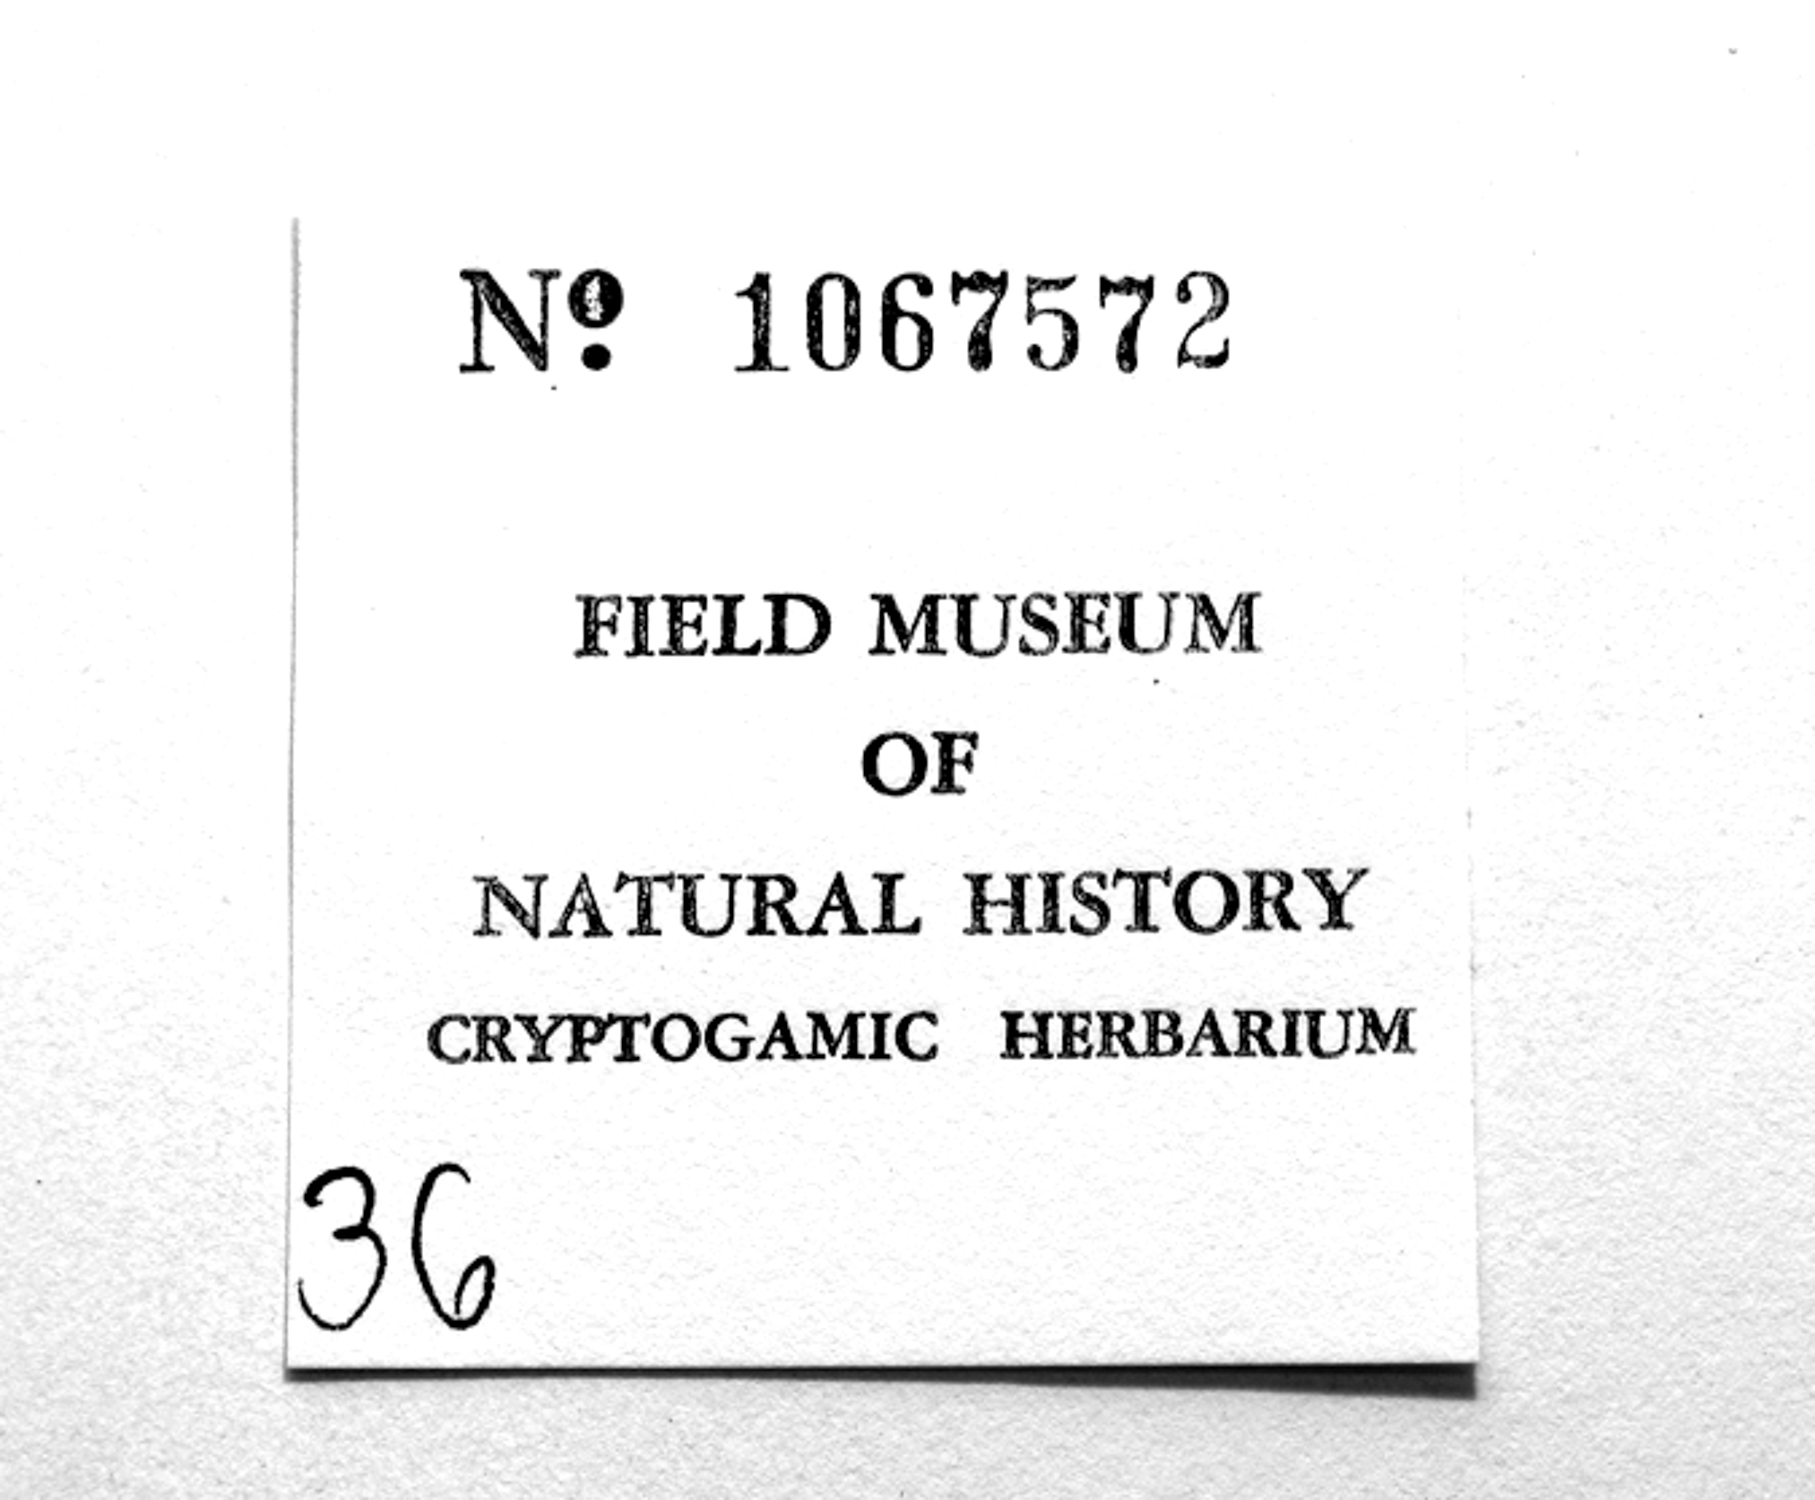 Nº. 1067572
FIELD MUSEUM
OF
NATURAL HISTORY
CRYPTOGAMIC HERBARIUM
36